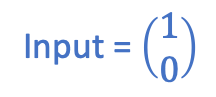 Input = (1
0)